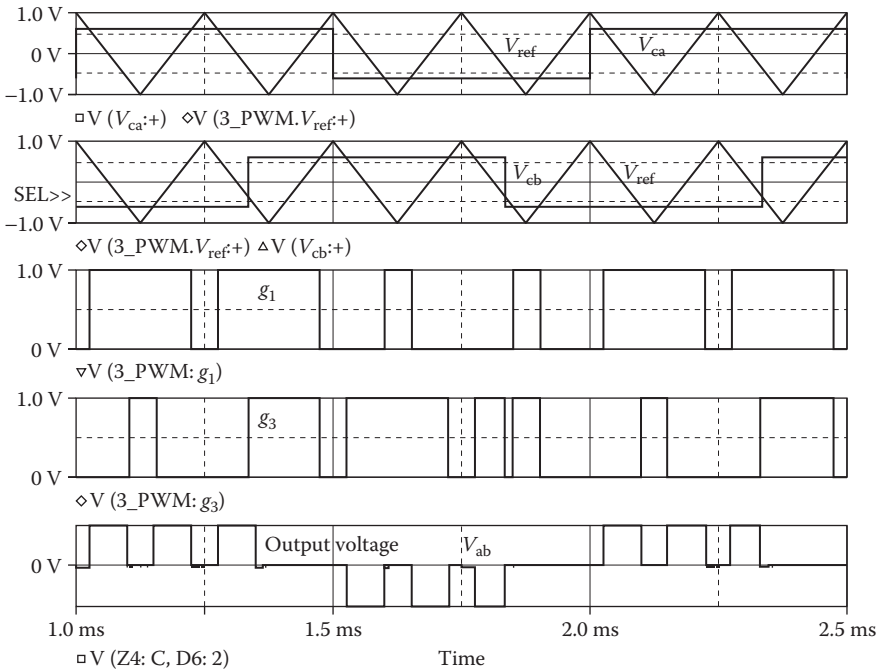 1.0 V
V_ref V_ca
0 V
−1.0 V
□ V (V_ca:+) ◇ V (3_PWM.V_ref:+)
1.0 V
V_cb V_ref
SEL>>
−1.0 V
◇ V (3_PWM.V_ref:+) △ V (V_cb:+)
1.0 V
g_1
0 V
▽ V (3_PWM: g_1)
1.0 V
g_3
0 V
◇ V (3_PWM: g_3)
Output voltage V_ab
0 V
1.0 ms 1.5 ms 2.0 ms 2.5 ms
□ V (Z4: C, D6: 2) Time